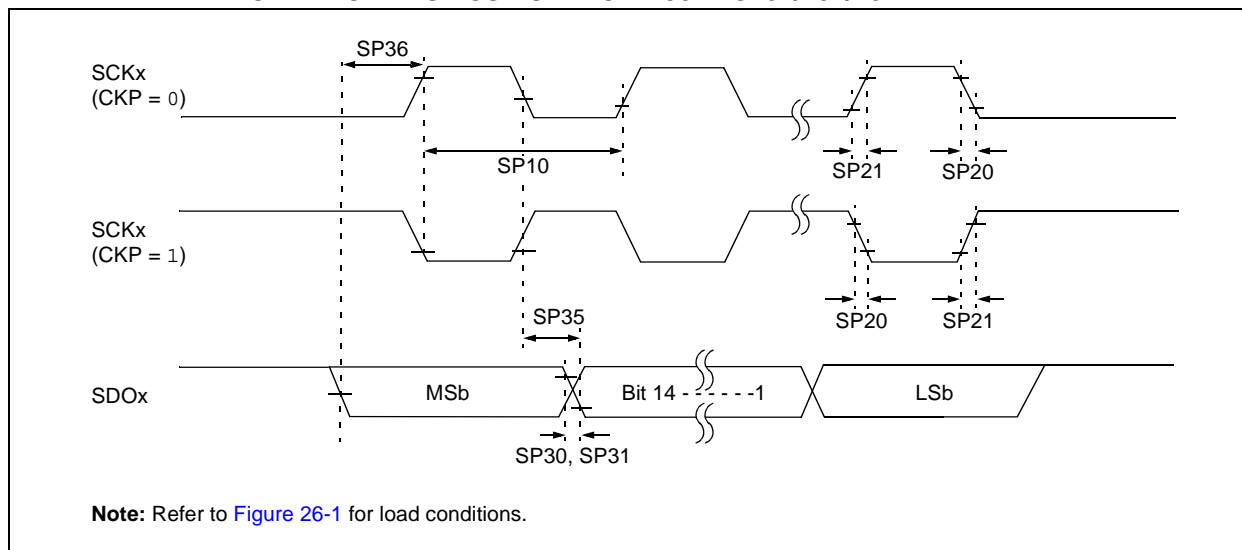 SP36
SCKx
(CKP = 0)
SP10
SP21
SP20
SCKx
(CKP = 1)
SP35
SP20
SP21
SDOx
MSb
Bit 14 - - - - - -1
LSb
SP30, SP31
Note: Refer to Figure 26-1 for load conditions.